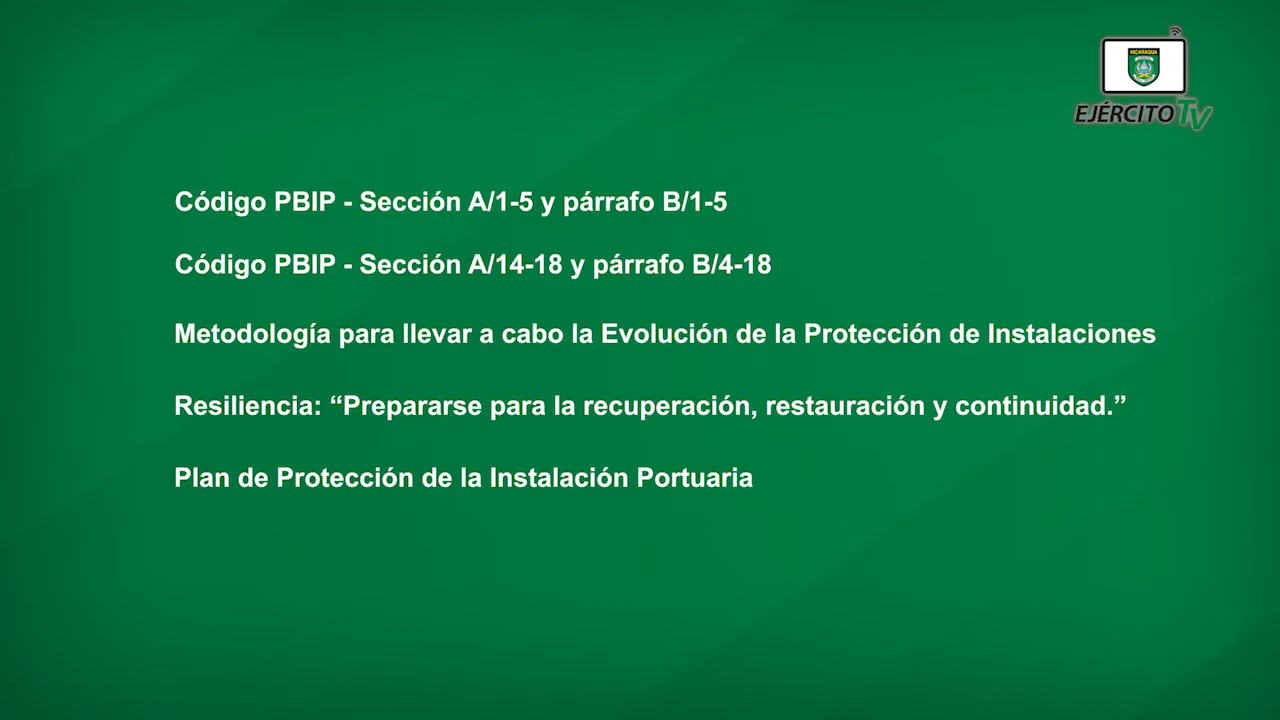 NICARAGUA
EJÉRCITO TV
Código PBIP - Sección A/1-5 y párrafo B/1-5
Código PBIP - Sección A/14-18 y párrafo B/4-18
Metodología para llevar a cabo la Evolución de la Protección de Instalaciones
Resiliencia: “Prepararse para la recuperación, restauración y continuidad.”
Plan de Protección de la Instalación Portuaria